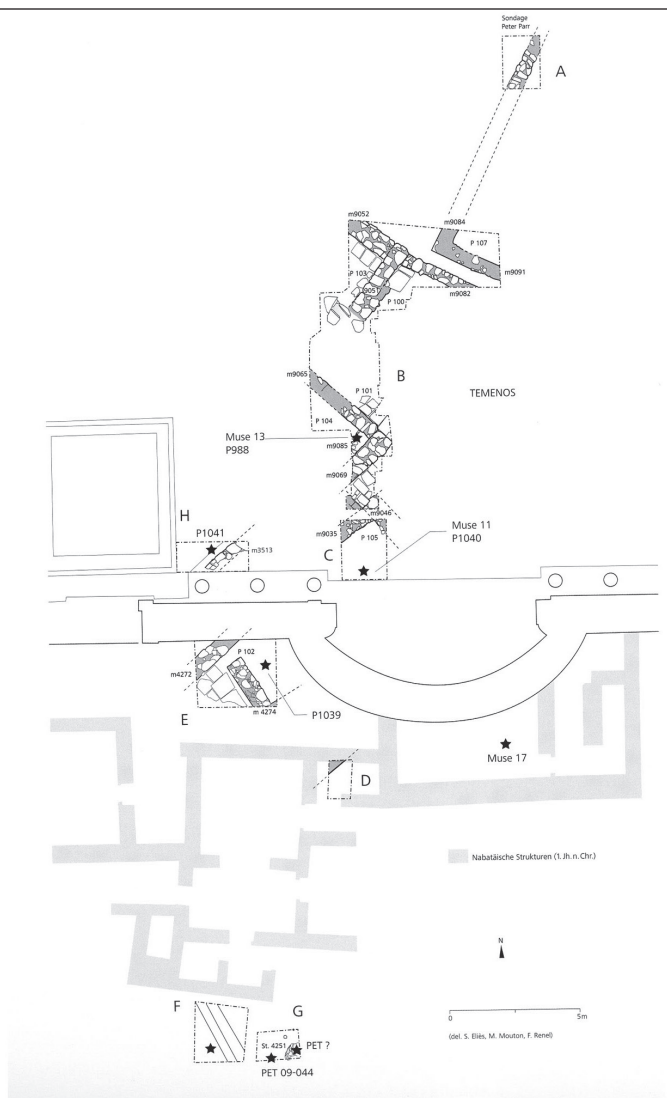 Sondage
Peter Parr
A
m9052
m9084
P 107
P 103
9051
m9091
P 100
m9082
m9065
B
P 101
TEMENOS
P 104
Muse 13
P988
m9085
m9069
H
m9046
Muse 11
P1040
P1041
m9035
P 105
m3513
C
P 102
m4272
P1039
m 4274
E
Muse 17
D
Nabatäische Strukturen (1. Jh. n. Chr.)
N
F
G
0
5m
St. 4251
PET ?
(del. S. Eliès, M. Mouton, F. Renel)
PET 09-044